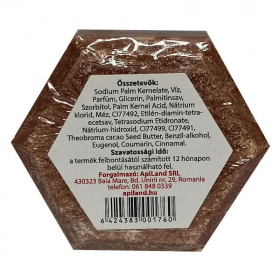 Összetevők:
Sodium Palm Kernelate, Víz,
Parfüm, Glicerin, Palmitinsav,
Szorbitol, Palm Kernel Acid, Nátrium
klorid, Méz, CI77492, Etilén-diamin-tetra-
ecetsav, Tetrasodium Etidronate,
Nátrium-hidroxid, CI77499, CI77491,
Theobroma cacao Seed Butter, Benzil-alkohol,
Eugenol, Coumarin, Cinnamal.
Szavatossági idő:
a termék felbontásától számított 12 hónapon
belül használható fel.
Forgalmazó: ApiLand SRL
430323 Baia Mare, Bd. Unirii nr. 29, Romania
telefon: 061 848 0339
apiland.hu
6 424383 001760